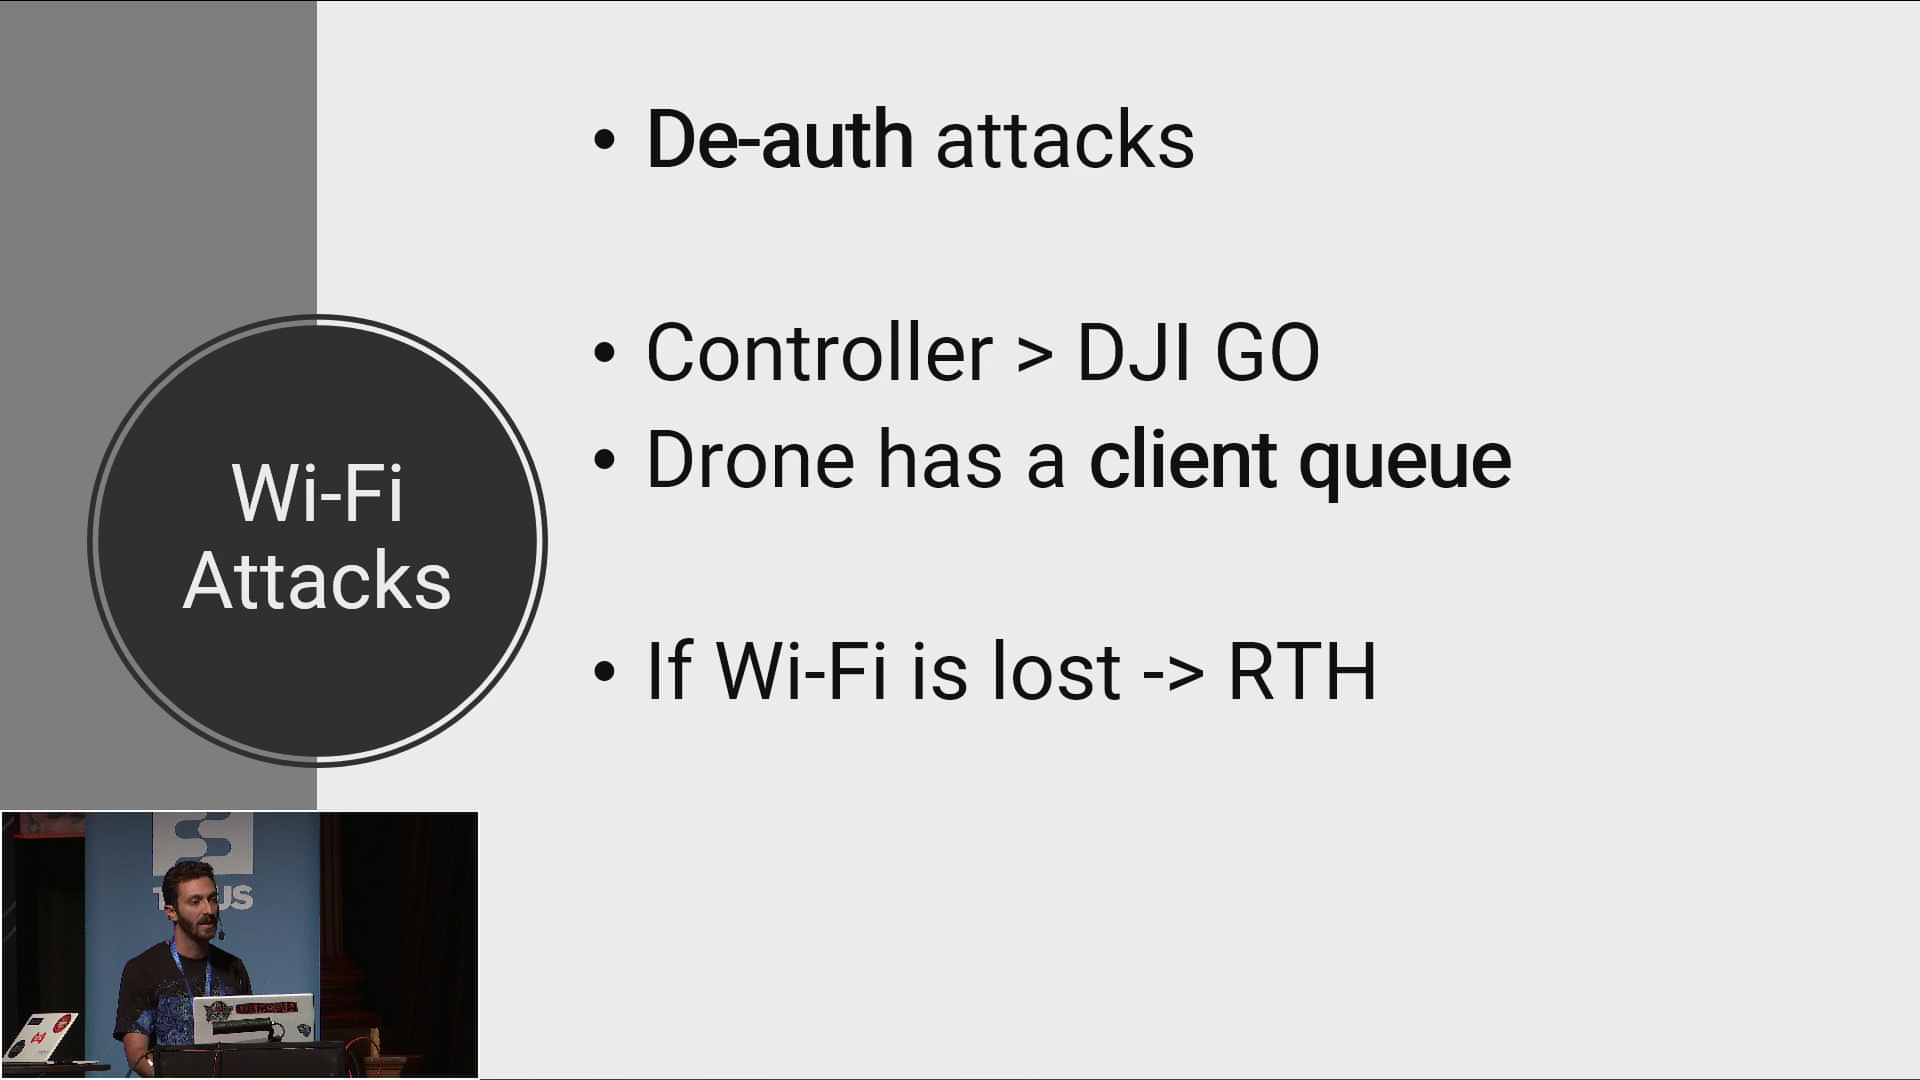 De-auth attacks
Controller > DJI GO
Drone has a client queue
If Wi-Fi is lost -> RTH
Wi-Fi
Attacks